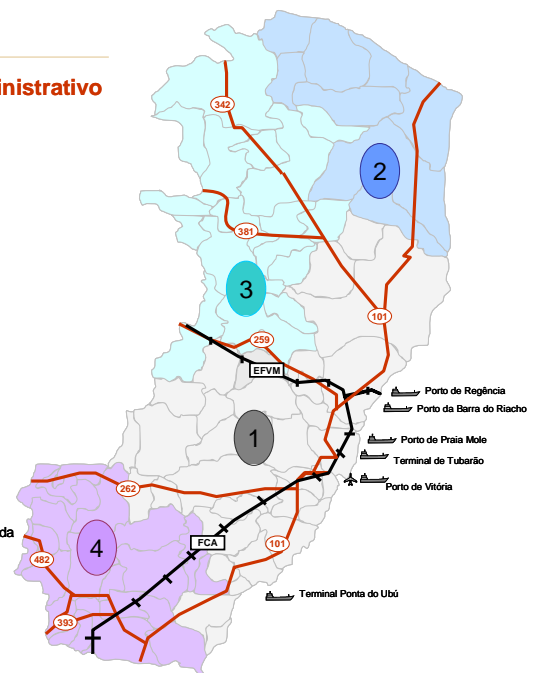 inistrativo
342
2
381
3
101
259
EFVM
Porto de Regência
Porto da Barra do Riacho
1
Porto de Praia Mole
Terminal de Tubarão
262
Porto de Vitória
da
4
FCA
101
482
Terminal Ponta do Ubú
393